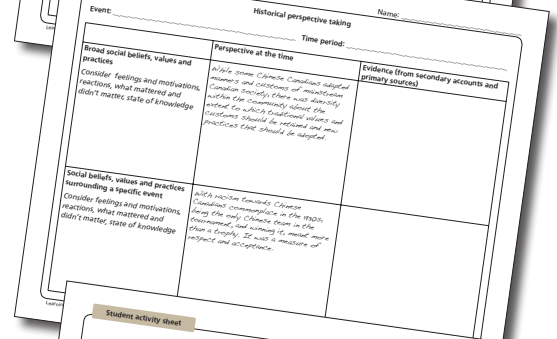 Historical perspective taking
Name:
Event:
Time period:
Broad social beliefs, values and
practices
Consider feelings and motivations,
reactions, what mattered and
didn't matter, state of knowledge
Perspective at the time
While some Chinese Canadians adapted
manners and customs of mainstream
Canadian society, there was diversity
within the community about the
extent to which traditional values and
customs should be retained and new
practices that should be adopted.
Evidence (from secondary accounts and
primary sources)
Social beliefs, values and practices
surrounding a specific event
Consider feelings and motivations,
reactions, what mattered and
didn't matter, state of knowledge
With racism towards Chinese
Canadians commonplace in the 1930s,
being the only Chinese team in the
tournament, and winning it, meant more
than a trophy. It was a measure of
respect and acceptance.
Student activity sheet